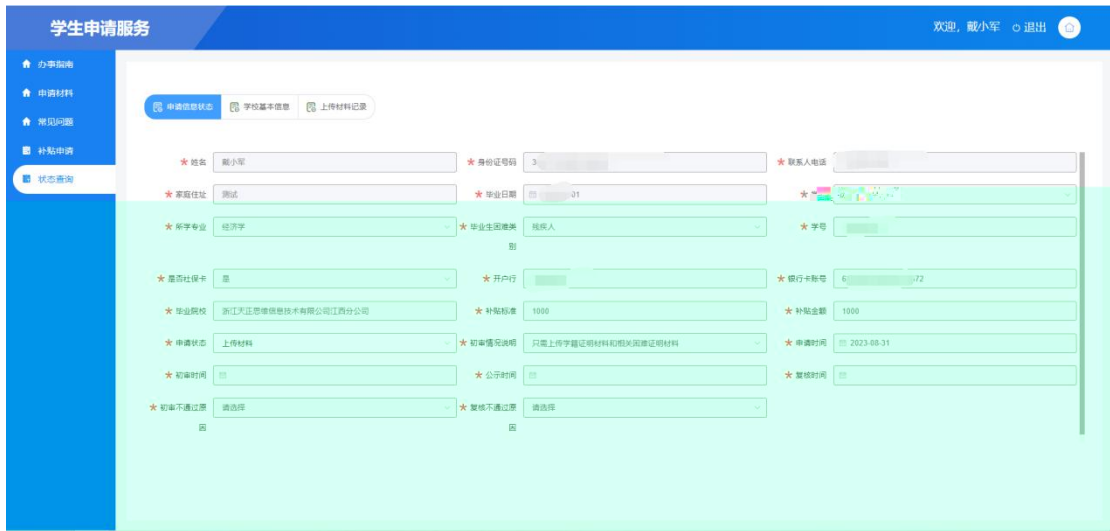 学生申请服务
欢迎，戴小军 退出
办事指南
申请材料
常见问题
补贴申请
状态查询
申请信息状态 学校基本信息 上传材料记录
★ 姓名 戴小军 ★ 身份证号码 3 ★ 联系人电话
★ 家庭住址 测试 ★ 毕业日期 01 ★
★ 所学专业 经济学 ★ 毕业生困难类 残疾人 ★ 学号
别
★ 是否社保卡 是 ★ 开户行 ★ 银行卡账号 6 72
★ 毕业院校 浙江天正思维信息技术有限公司江西分公司 ★ 补贴标准 1000 ★ 补贴金额 1000
★ 申请状态 上传材料 ★ 初审情况说明 只需上传学籍证明材料和相关困难证明材料 ★ 申请时间 2023-08-31
★ 初审时间 ★ 公示时间 ★ 复核时间
★ 初审不通过原 请选择 ★ 复核不通过原 请选择
因 因